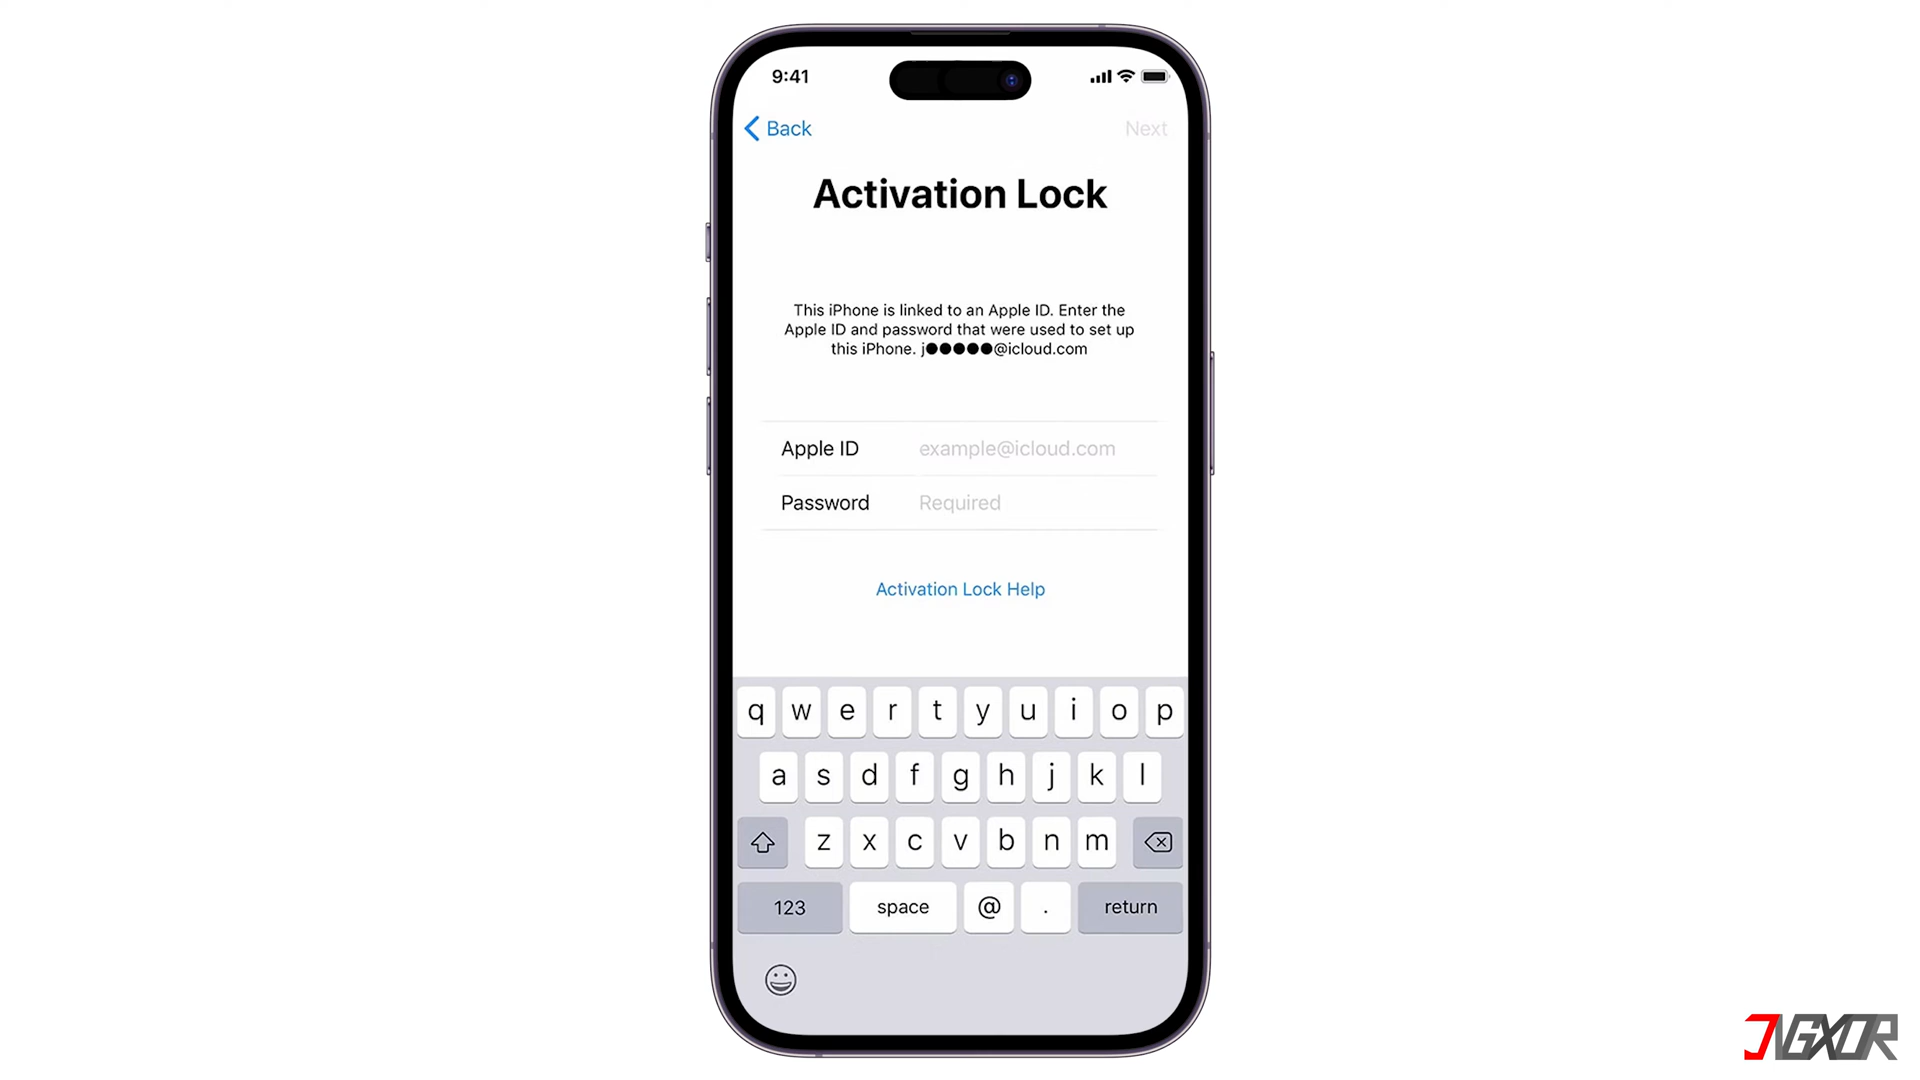 9:41
Back
Next
Activation Lock
This iPhone is linked to an Apple ID. Enter the
Apple ID and password that were used to set up
this iPhone. j●●●●●@icloud.com
Apple ID example@icloud.com
Password Required
Activation Lock Help
q w e r t y u i o p
a s d f g h j k l
z x c v b n m
123 space @ . return
JIGXOR